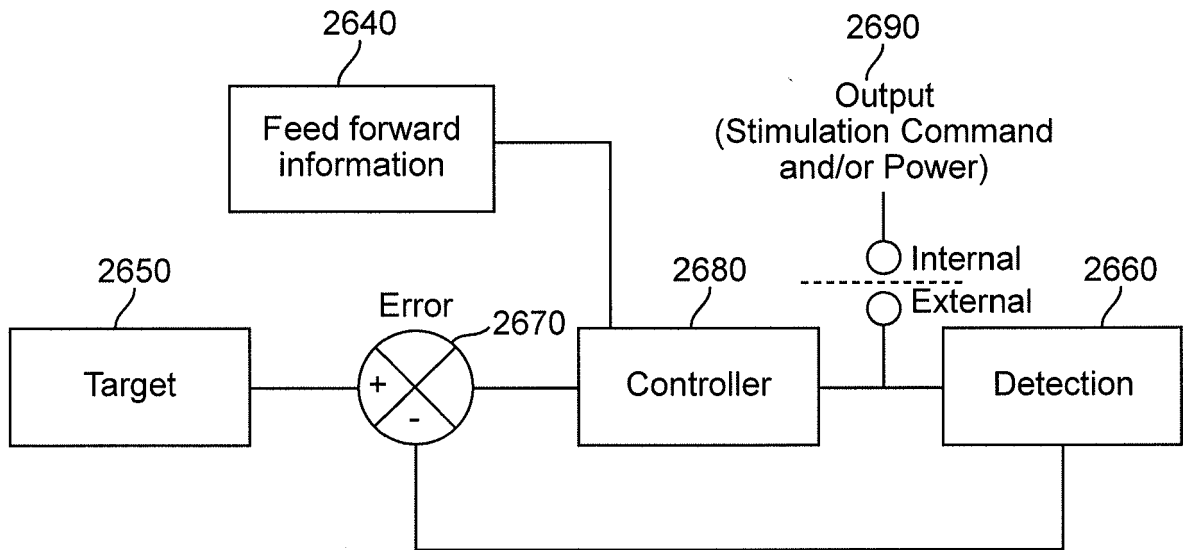 2640
Feed forward
information
2690
Output
(Stimulation Command
and/or Power)
Internal
External
2650
Target
Error
2670
+
-
2680
Controller
2660
Detection